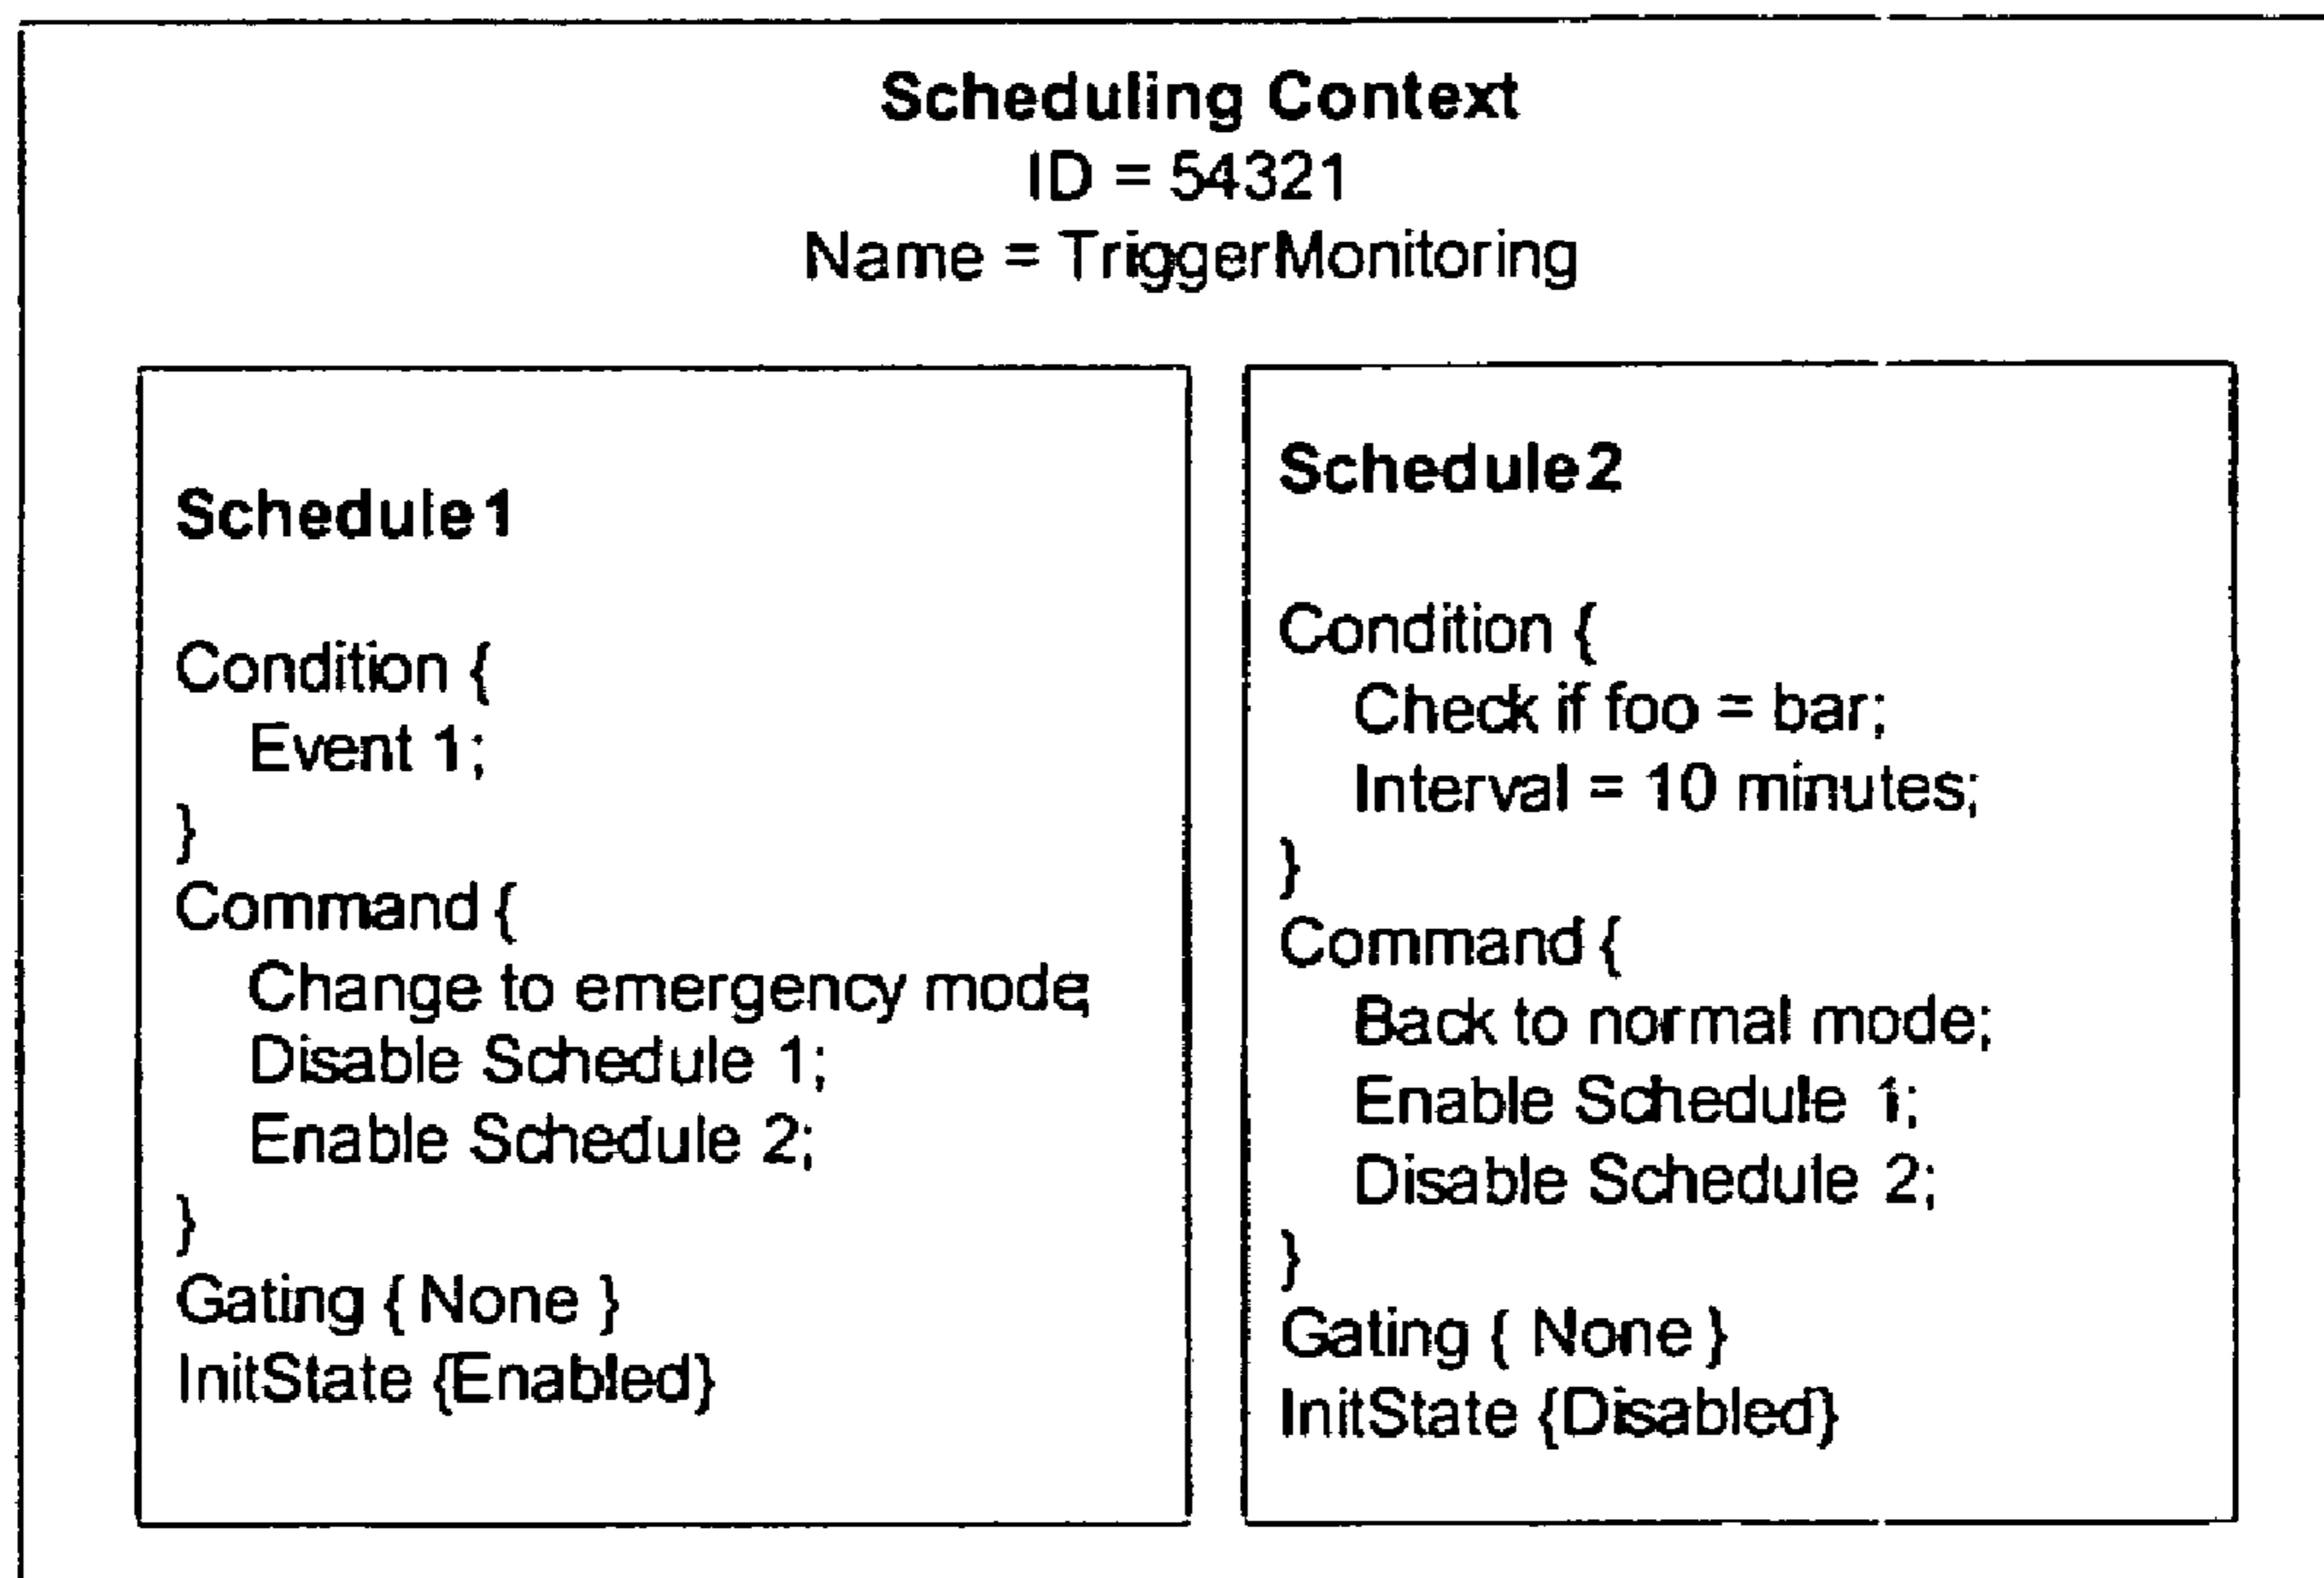 Scheduling Context
ID = 54321
Name = TriggerMonitoring
Schedule1
Condition {
Event 1;
}
Command {
Change to emergency mode;
Disable Schedule 1;
Enable Schedule 2;
}
Gating { None }
InitState {Enabled}
Schedule2
Condition {
Check if foo = bar;
Interval = 10 minutes;
}
Command {
Back to normal mode;
Enable Schedule 1;
Disable Schedule 2;
}
Gating { None }
InitState {Disabled}